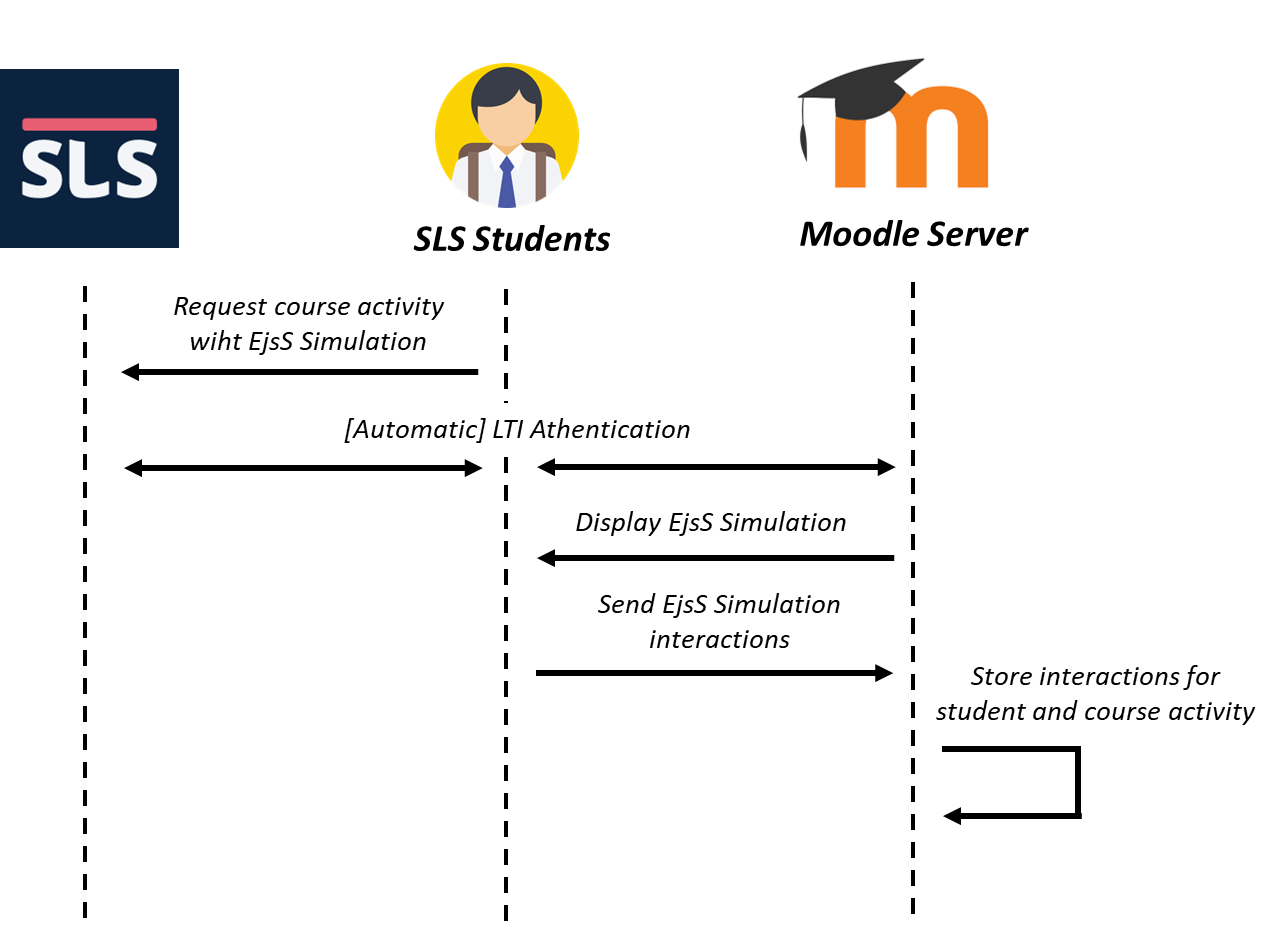 SLS
SLS Students
Moodle Server
Request course activity
wiht EjsS Simulation
[Automatic] LTI Athentication
Display EjsS Simulation
Send EjsS Simulation
interactions
Store interactions for
student and course activity